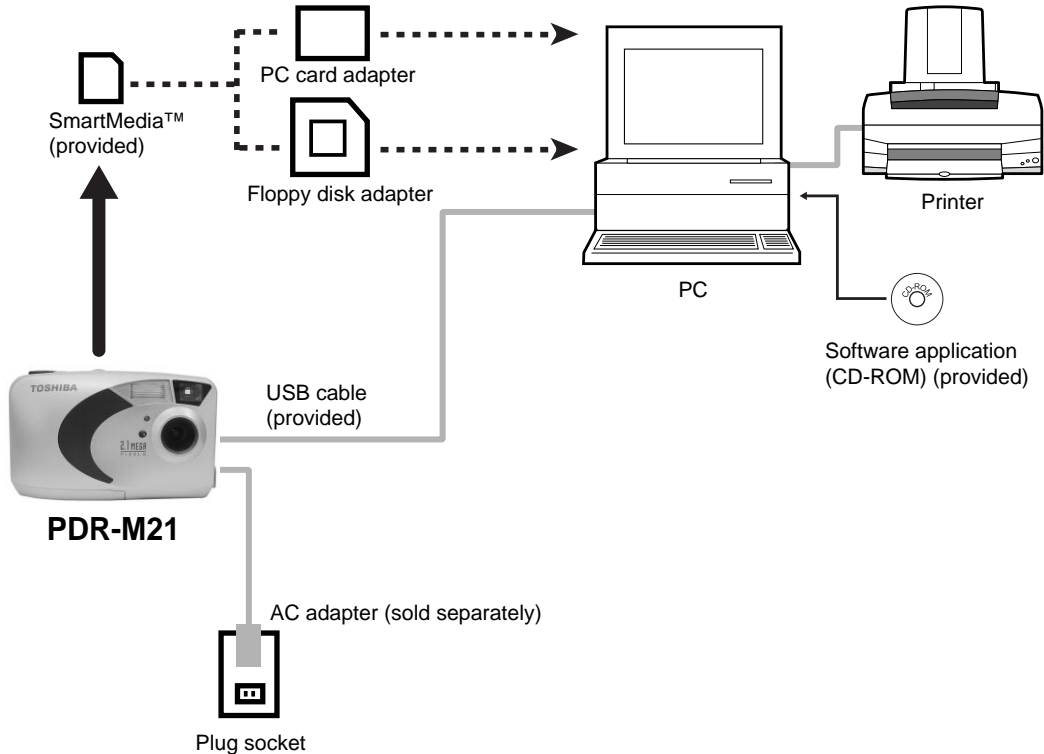 PC card adapter
SmartMedia™
(provided)
Floppy disk adapter
Printer
PC
CD-ROM
Software application
(CD-ROM) (provided)
USB cable
(provided)
TOSHIBA
2.1 MEGA
PIXELS
PDR-M21
AC adapter (sold separately)
Plug socket